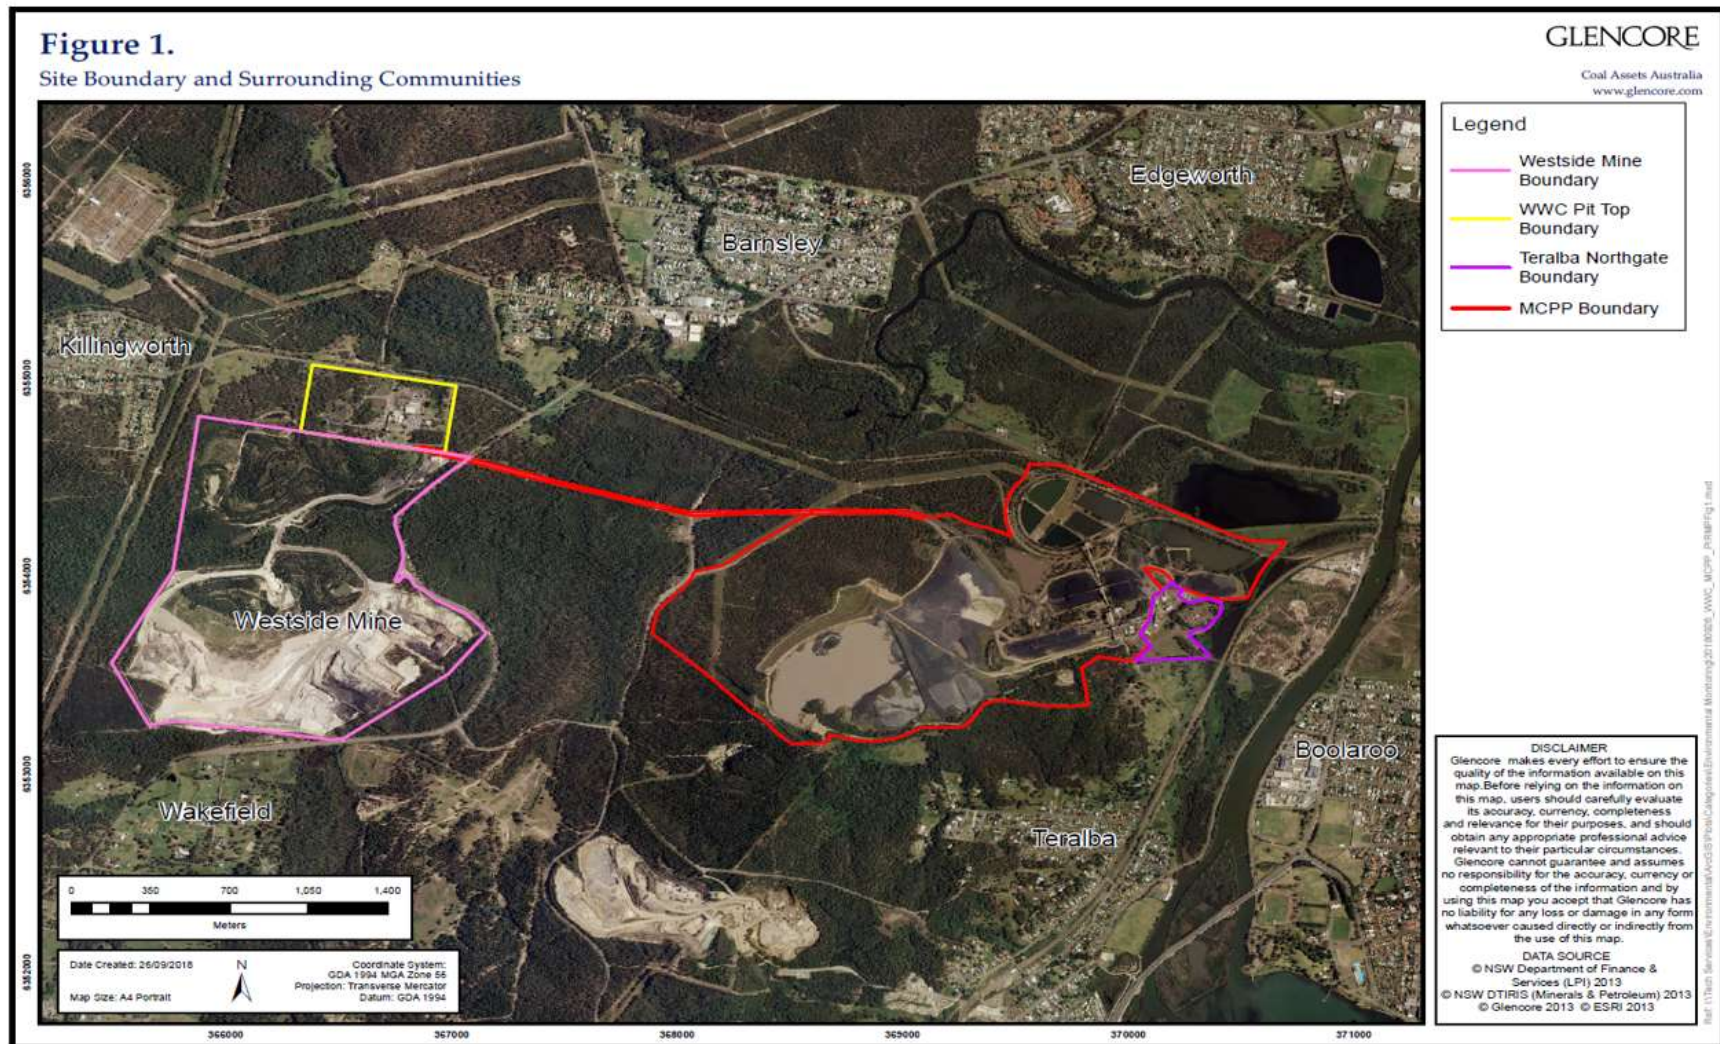 Figure 1.
Site Boundary and Surrounding Communities
GLENCORE
Coal Assets Australia
www.glencore.com
Legend
Westside Mine
Boundary
WWC Pit Top
Boundary
Teralba Northgate
Boundary
MCPP Boundary
Edgeworth
Barnsley
Killingworth
Westside Mine
Boolaroo
Wakefield
Teralba
6356000
6355000
6354000
6353000
6352000
366000
367000
368000
369000
370000
371000
0
350
700
1,050
1,400
Meters
Date Created: 26/09/2018
Map Size: A4 Portrait
N
Coordinate System:
GDA 1994 MGA Zone 56
Projection: Transverse Mercator
Datum: GDA 1994
DISCLAIMER
Glencore makes every effort to ensure the
quality of the information available on this
map.Before relying on the information on
this map, users should carefully evaluate
its accuracy, currency, completeness
and relevance for their purposes, and should
obtain any appropriate professional advice
relevant to their particular circumstances.
Glencore cannot guarantee and assumes
no responsibility for the accuracy, currency or
completeness of the information and by
using this map you accept that Glencore has
no liability for any loss or damage in any form
whatsoever caused directly or indirectly from
the use of this map.
DATA SOURCE
© NSW Department of Finance &
Services (LPI) 2013
© NSW DTIRIS (Minerals & Petroleum) 2013
© Glencore 2013 © ESRI 2013